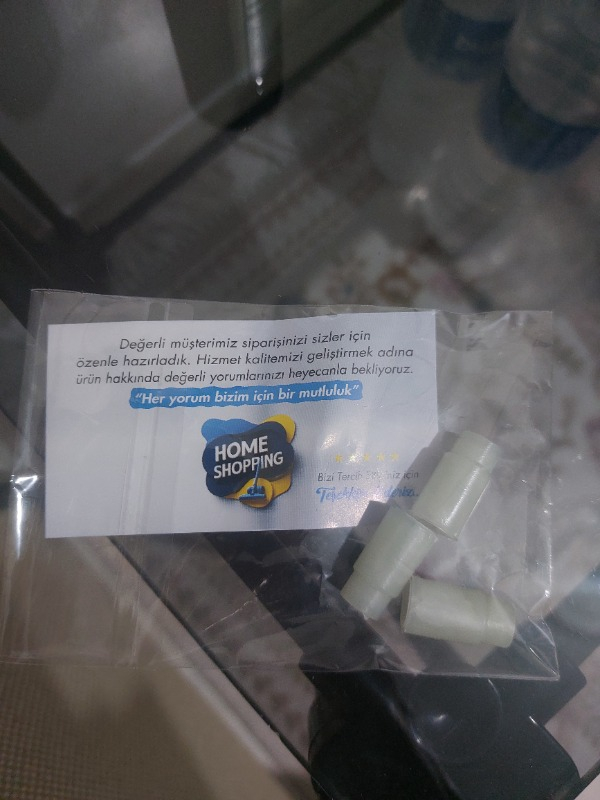 Değerli müşterimiz siparişinizi sizler için
özenle hazırladık. Hizmet kalitemizi geliştirmek adına
ürün hakkında değerli yorumlarınızı heyecanla bekliyoruz.
“Her yorum bizim için bir mutluluk”
HOME
SHOPPING
Bizi için